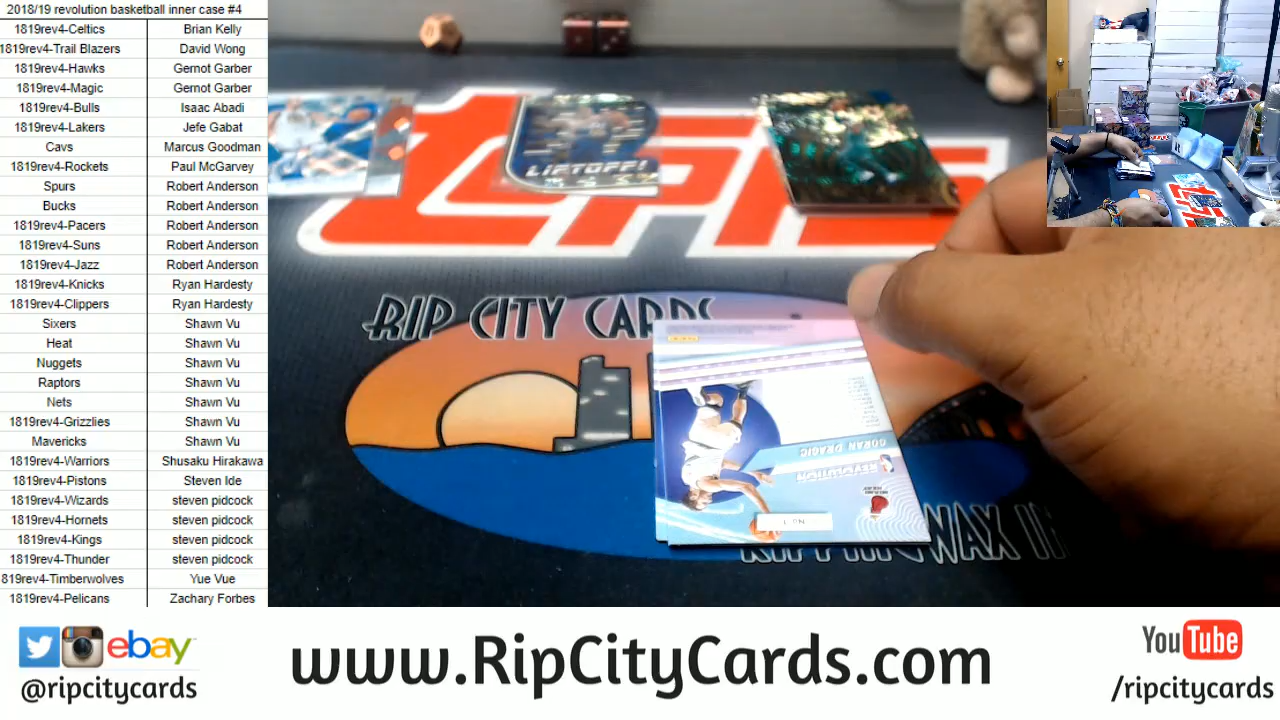 2018/19 revolution basketball inner case #4
1819rev4-Celtics Brian Kelly
1819rev4-Trail Blazers David Wong
1819rev4-Hawks Gernot Garber
1819rev4-Magic Gernot Garber
1819rev4-Bulls Isaac Abadi
1819rev4-Lakers Jefe Gabat
Cavs Marcus Goodman
1819rev4-Rockets Paul McGarvey
Spurs Robert Anderson
Bucks Robert Anderson
1819rev4-Pacers Robert Anderson
1819rev4-Suns Robert Anderson
1819rev4-Jazz Robert Anderson
1819rev4-Knicks Ryan Hardesty
1819rev4-Clippers Ryan Hardesty
Sixers Shawn Vu
Heat Shawn Vu
Nuggets Shawn Vu
Raptors Shawn Vu
Nets Shawn Vu
1819rev4-Grizzlies Shawn Vu
Mavericks Shawn Vu
1819rev4-Warriors Shusaku Hirakawa
1819rev4-Pistons Steven Ide
1819rev4-Wizards steven pidcock
1819rev4-Hornets steven pidcock
1819rev4-Kings steven pidcock
1819rev4-Thunder steven pidcock
819rev4-Timberwolves Yue Vue
1819rev4-Pelicans Zachary Forbes
LIFTOFF!
RIP CITY CARDS
GORAN DRAGIC
REVOLUTION
No. 1
WAX
ebay
@ripcitycards
www.RipCityCards.com
YouTube
/ripcitycards